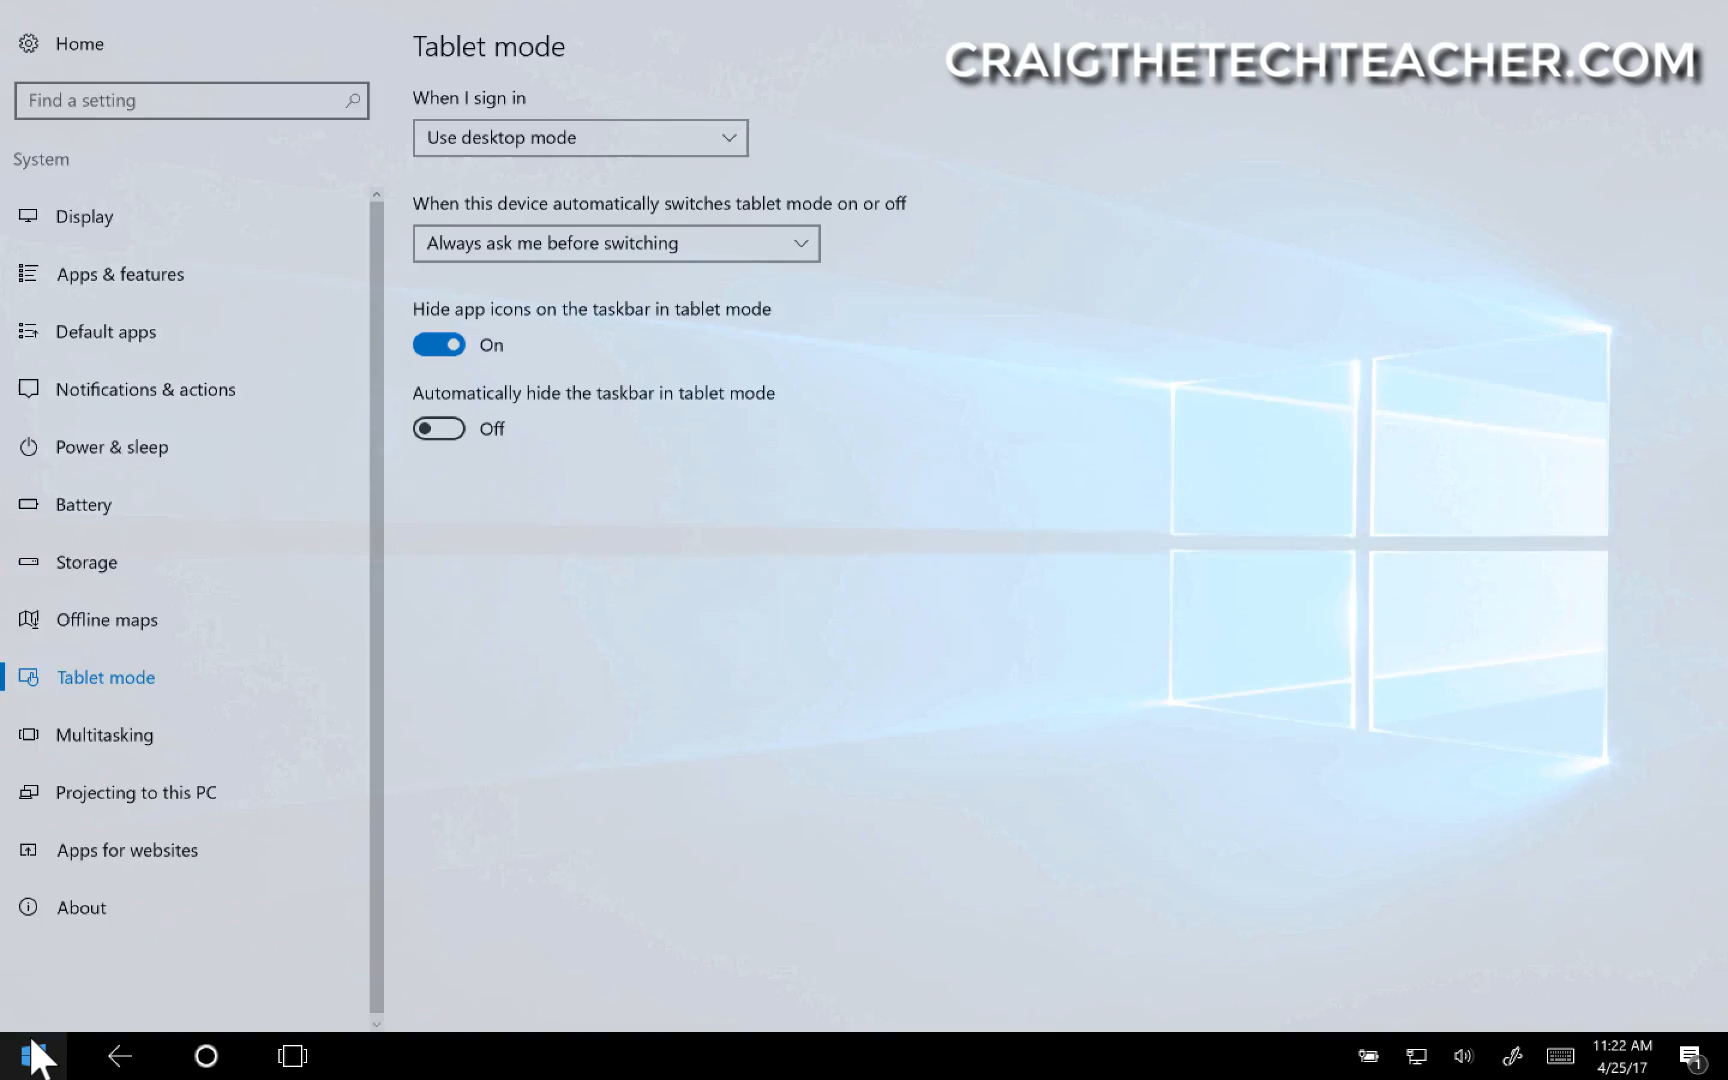 Home
Tablet mode
CRAIGTHETECHTEACHER.COM
Find a setting
When I sign in
Use desktop mode
System
When this device automatically switches tablet mode on or off
Always ask me before switching
Display
Apps & features
Default apps
Notifications & actions
Power & sleep
Battery
Storage
Offline maps
Tablet mode
Multitasking
Projecting to this PC
Apps for websites
About
Hide app icons on the taskbar in tablet mode
On
Automatically hide the taskbar in tablet mode
Off
11:22 AM
4/25/17
1